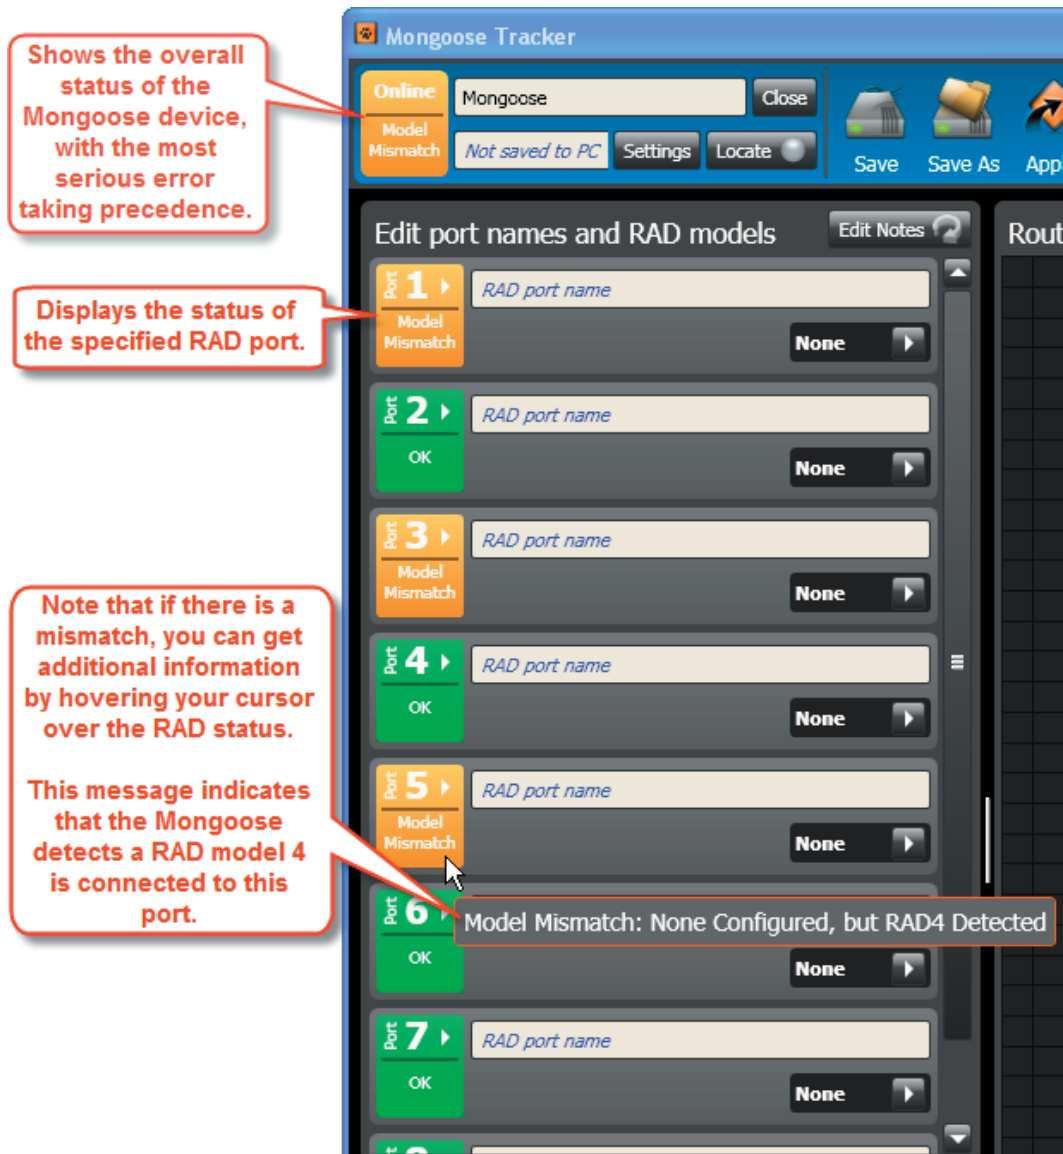 Shows the overall
status of the
Mongoose device,
with the most
serious error
taking precedence.
Displays the status of
the specified RAD port.
Note that if there is a
mismatch, you can get
additional information
by hovering your cursor
over the RAD status.
This message indicates
that the Mongoose
detects a RAD model 4
is connected to this
port.
Mongoose Tracker
Online
Model
Mismatch
Mongoose
Close
Not saved to PC
Settings
Locate
Save
Save As
App
Edit port names and RAD models
Edit Notes
Rout
Port 1
Model
Mismatch
RAD port name
None
Port 2
OK
RAD port name
None
Port 3
Model
Mismatch
RAD port name
None
Port 4
OK
RAD port name
None
Port 5
Model
Mismatch
RAD port name
None
Port 6
OK
Model Mismatch: None Configured, but RAD4 Detected
None
Port 7
OK
RAD port name
None